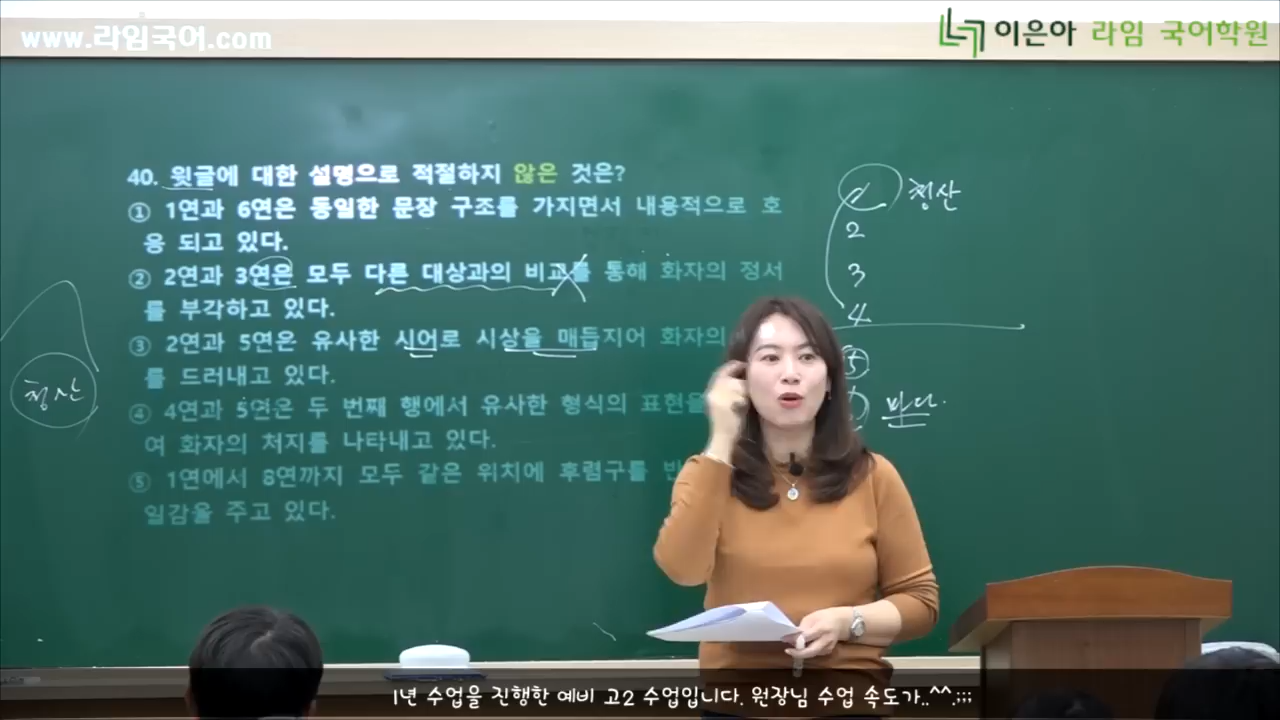 www.라임국어.com
이은아 라임 국어학원
40. 윗글에 대한 설명으로 적절하지 않은 것은?
① 1연과 6연은 동일한 문장 구조를 가지면서 내용적으로 호
응 되고 있다.
② 2연과 3연은 모두 다른 대상과의 비교를 통해 화자의 정서
를 부각하고 있다.
③ 2연과 5연은 유사한 시어로 시상을 매듭지어 화자의
를 드러내고 있다.
④ 4연과 5연은 두 번째 행에서 유사한 형식의 표현을
여 화자의 처지를 나타내고 있다.
⑤ 1연에서 8연까지 모두 같은 위치에 후렴구를 반
일감을 주고 있다.
청산
1 청산
2
3
4
⑤
바다.
1년 수업을 진행한 예비 고2 수업입니다. 원장님 수업 속도가..^^.;;;